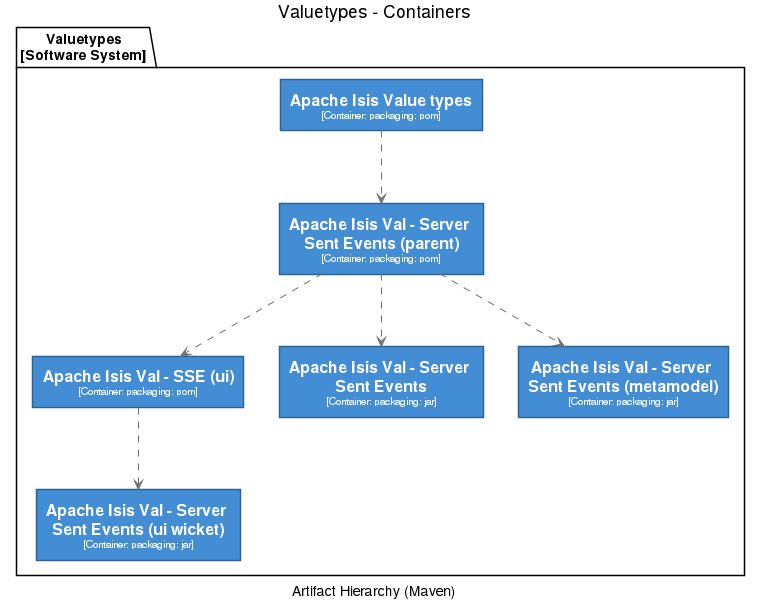 Valuetypes - Containers
Valuetypes
[Software System]
Apache Isis Value types
[Container: packaging: pom]
Apache Isis Val - Server
Sent Events (parent)
[Container: packaging: pom]
Apache Isis Val - SSE (ui)
[Container: packaging: pom]
Apache Isis Val - Server
Sent Events
[Container: packaging: jar]
Apache Isis Val - Server
Sent Events (metamodel)
[Container: packaging: jar]
Apache Isis Val - Server
Sent Events (ui wicket)
[Container: packaging: jar]
Artifact Hierarchy (Maven)